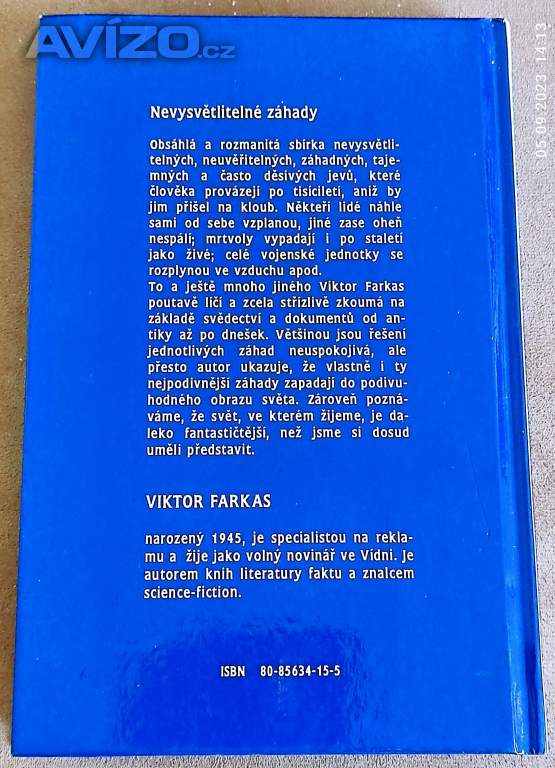 AVÍZO.cz
05.09.2023 14:13
Nevysvětlitelné záhady
Obsáhlá a rozmanitá sbírka nevysvětli-
telných, neuvěřitelných, záhadných, taje-
mných a často děsivých jevů, které
člověka provázejí po tisíciletí, aniž by
jim přišel na kloub. Někteří lidé náhle
sami od sebe vzplanou, jiné zase oheň
nespálí; mrtvoly vypadají i po staletí
jako živé; celé vojenské jednotky se
rozplynou ve vzduchu apod.
To a ještě mnoho jiného Viktor Farkas
poutavě líčí a zcela střízlivě zkoumá na
základě svědectví a dokumentů od an-
tiky až po dnešek. Většinou jsou řešení
jednotlivých záhad neuspokojivá, ale
přesto autor ukazuje, že vlastně i ty
nejpodivnější záhady zapadají do podivu-
hodného obrazu světa. Zároveň pozná-
váme, že svět, ve kterém žijeme, je da-
leko fantastičtější, než jsme si dosud
uměli představit.
VIKTOR FARKAS
narozený 1945, je specialistou na rekla-
mu a žije jako volný novinář ve Vídni. Je
autorem knih literatury faktu a znalcem
science-fiction.
ISBN 80-85634-15-5